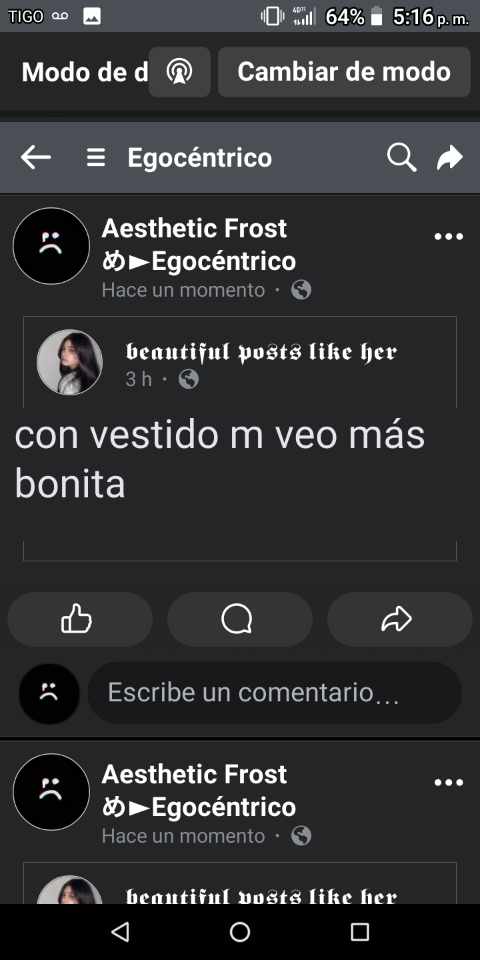 TIGO 4G 64% 5:16 p. m.
Modo de d Cambiar de modo
Egocéntrico
Aesthetic Frost
め►Egocéntrico
Hace un momento ·
𝖇𝖊𝖆𝖚𝖙𝖎𝖋𝖚𝖑 𝖕𝖔𝖘𝖙𝖘 𝖑𝖎𝖐𝖊 𝖍𝖊𝖗
3 h ·
con vestido m veo más
bonita
Escribe un comentario...
Aesthetic Frost
め►Egocéntrico
Hace un momento ·
𝖇𝖊𝖆𝖚𝖙𝖎𝖋𝖚𝖑 𝖕𝖔𝖘𝖙𝖘 𝖑𝖎𝖐𝖊 𝖍𝖊𝖗